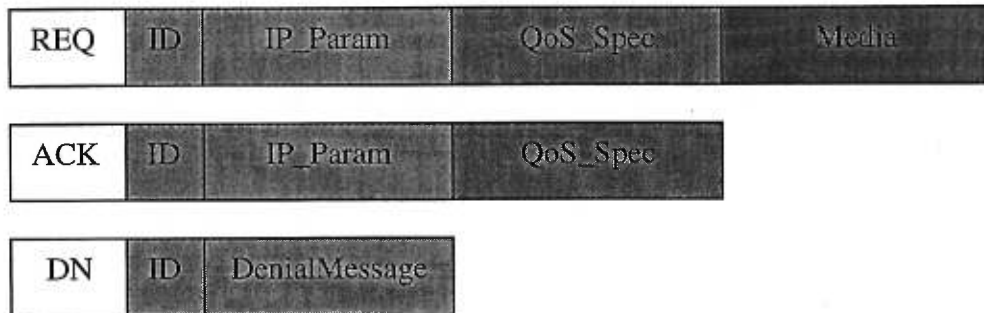 REQ ID IP_Param QoS_Spec Media
ACK ID IP_Param QoS_Spec
DN ID DenialMessage